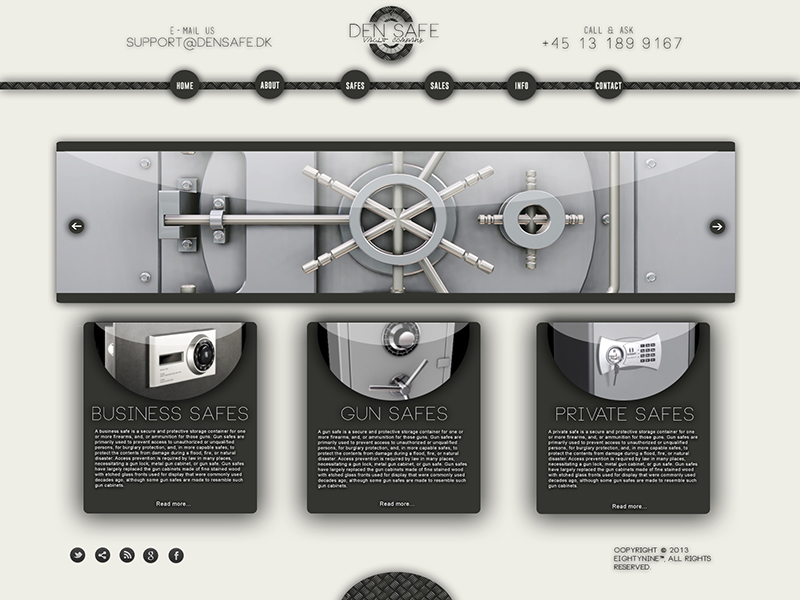 E-MAIL US
SUPPORT@DENSAFE.DK
DEN SAFE
VAULT COMPANY
CALL & ASK
+45 13 189 9167
HOME
ABOUT
SAFES
SALES
INFO
CONTACT
BUSINESS SAFES
A business safe is a secure and protective storage container for one
or more firearms, and, or ammunition for those guns. Gun safes are
primarily used to prevent access to unauthorized or unqualified
persons, for burglary protection, and, in more capable safes, to
protect the contents from damage during a flood, fire, or natural
disaster. Access prevention is required by law in many places,
necessitating a gun lock, metal gun cabinet, or gun safe. Gun safes
have largely replaced the gun cabinets made of fine stained wood
with etched glass fronts used for display that were commonly used
decades ago, although some gun safes are made to resemble such
gun cabinets.
Read more...
GUN SAFES
A gun safe is a secure and protective storage container for one or
more firearms, and, or ammunition for those guns. Gun safes are
primarily used to prevent access to unauthorized or unqualified
persons, for burglary protection, and, in more capable safes, to
protect the contents from damage during a flood, fire, or natural
disaster. Access prevention is required by law in many places,
necessitating a gun lock, metal gun cabinet, or gun safe. Gun safes
have largely replaced the gun cabinets made of fine stained wood
with etched glass fronts used for display that were commonly used
decades ago, although some gun safes are made to resemble such
gun cabinets.
Read more...
PRIVATE SAFES
A private safe is a secure and protective storage container for one or
more firearms, and, or ammunition for those guns. Gun safes are
primarily used to prevent access to unauthorized or unqualified
persons, for burglary protection, and, in more capable safes, to
protect the contents from damage during a flood, fire, or natural
disaster. Access prevention is required by law in many places,
necessitating a gun lock, metal gun cabinet, or gun safe. Gun safes
have largely replaced the gun cabinets made of fine stained wood
with etched glass fronts used for display that were commonly used
decades ago, although some gun safes are made to resemble such
gun cabinets.
Read more...
COPYRIGHT © 2013
EIGHTYNINE™, ALL RIGHTS
RESERVED.